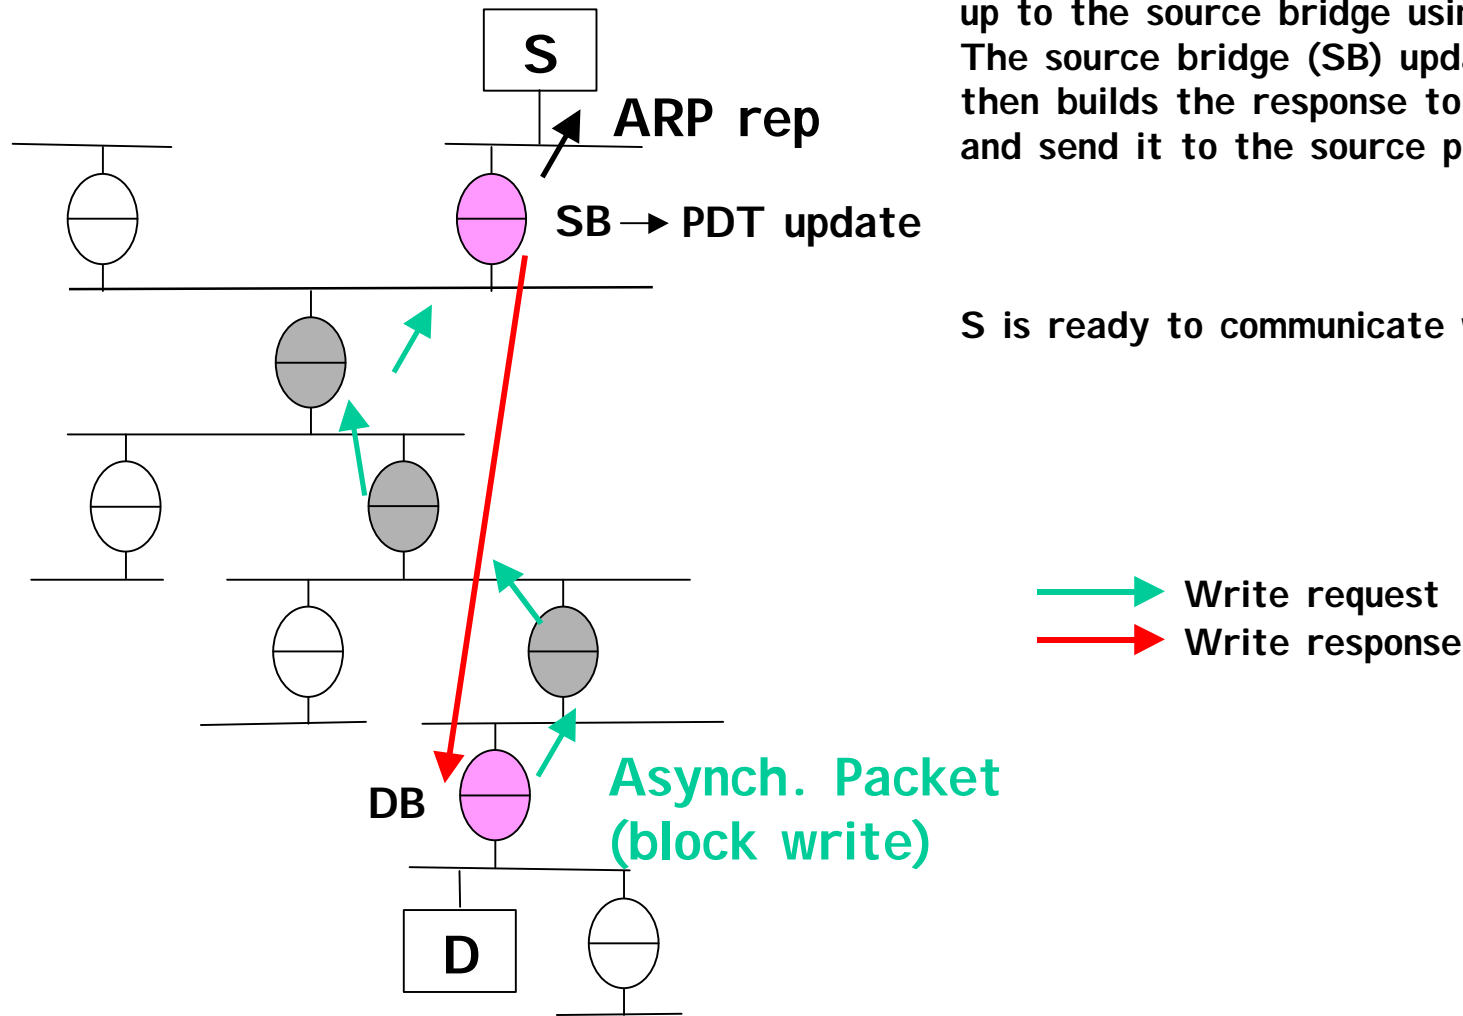 S
ARP rep
SB → PDT update
up to the source bridge
The source bridge (SB)
then builds the response to
and send it to the source
S is ready to communicate
Write request
Write response
Asynch. Packet
(block write)
DB
D